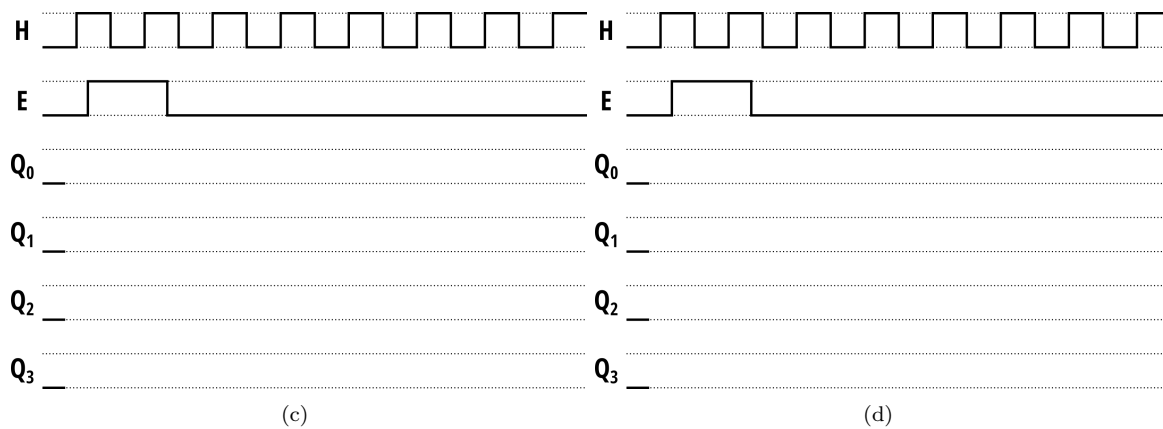 H H
E E
Q₀ Q₀
Q₁ Q₁
Q₂ Q₂
Q₃ Q₃
(c) (d)